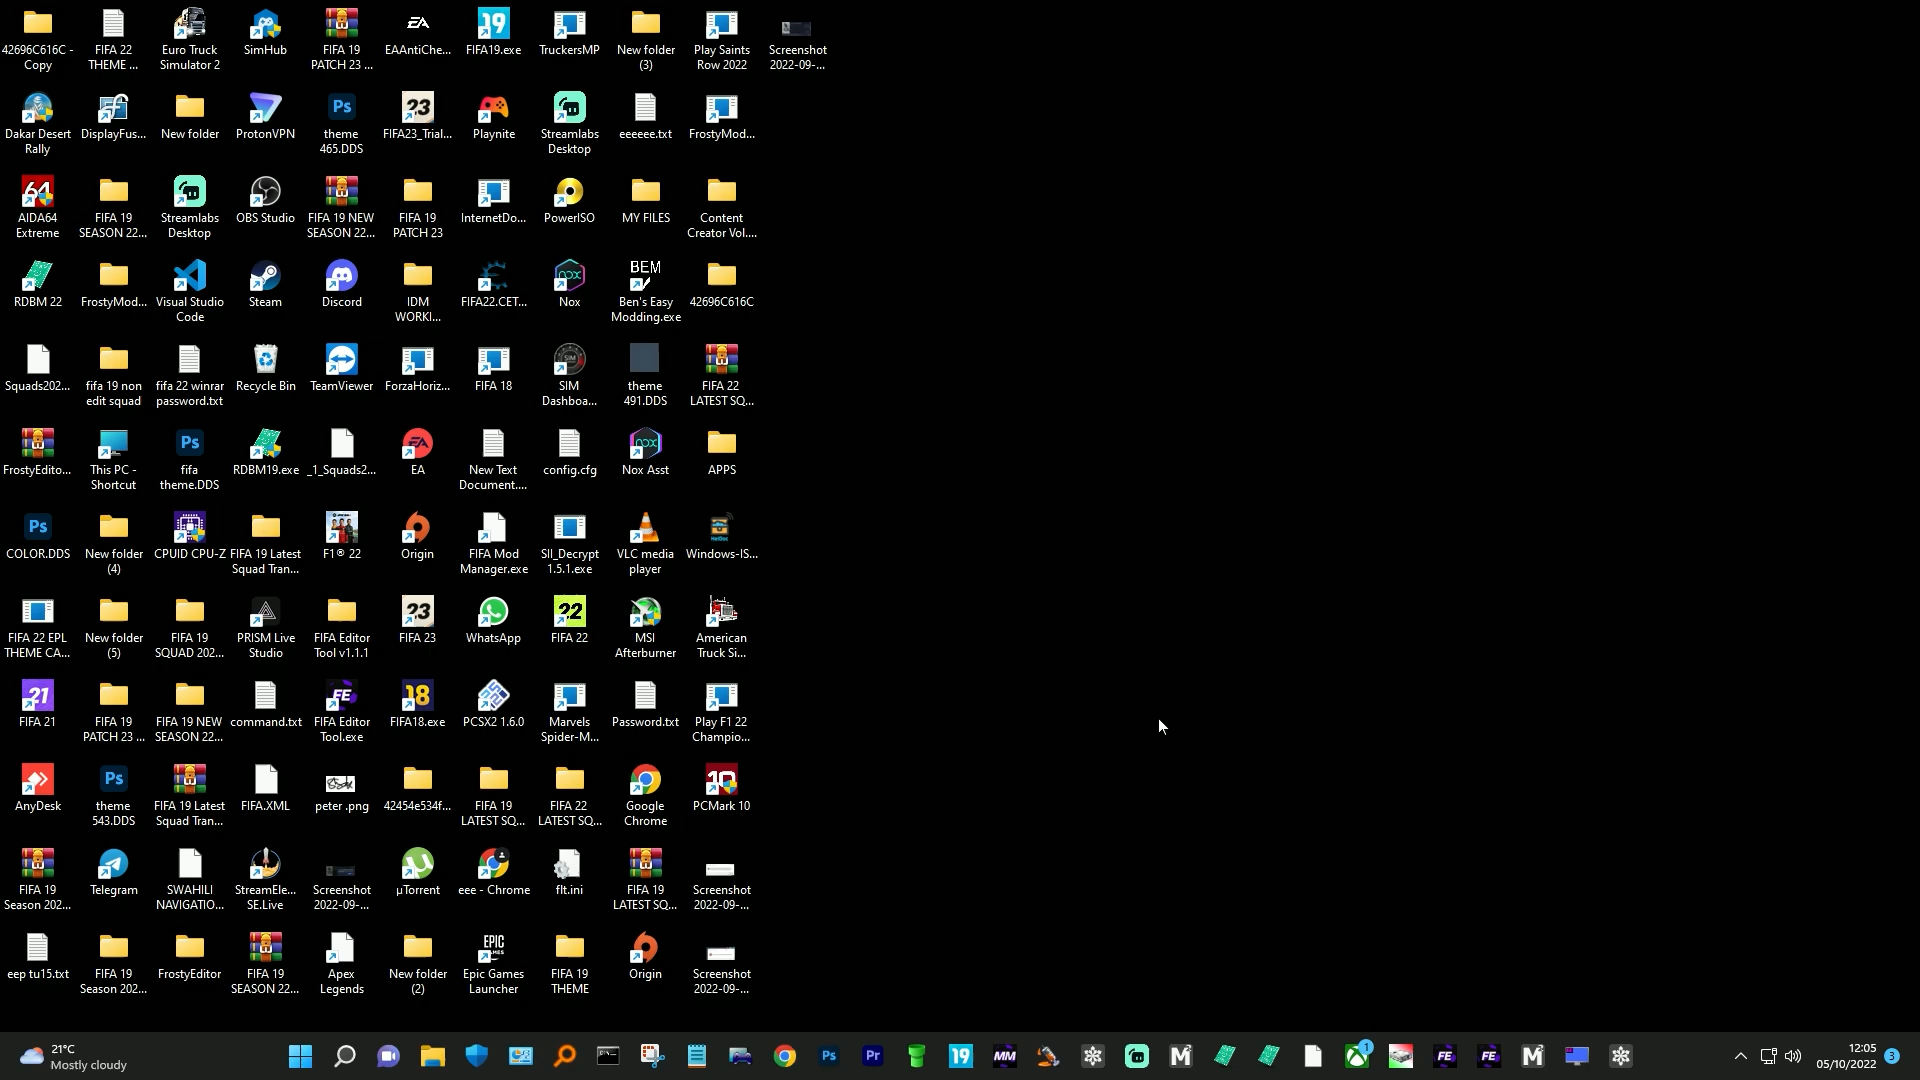 42696C616C -
Copy
FIFA 22
THEME ...
Euro Truck
Simulator 2
SimHub
FIFA 19
PATCH 23 ...
EAAntiChe...
FIFA19.exe
TruckersMP
New folder
(3)
Play Saints
Row 2022
Screenshot
2022-09-...
Dakar Desert
Rally
DisplayFus...
New folder
ProtonVPN
theme
465.DDS
FIFA23_Trial...
Playnite
Streamlabs
Desktop
eeeeee.txt
FrostyMod...
AIDA64
Extreme
FIFA 19
SEASON 22...
Streamlabs
Desktop
OBS Studio
FIFA 19 NEW
SEASON 22...
FIFA 19
PATCH 23
InternetDo...
PowerISO
MY FILES
Content
Creator Vol....
RDBM 22
FrostyMod...
Visual Studio
Code
Steam
Discord
IDM
WORKI...
FIFA22.CET...
Nox
Ben's Easy
Modding.exe
42696C616C
Squads202...
fifa 19 non
edit squad
fifa 22 winrar
password.txt
Recycle Bin
TeamViewer
ForzaHoriz...
FIFA 18
SIM
Dashboa...
theme
491.DDS
FIFA 22
LATEST SQ...
FrostyEdito...
This PC -
Shortcut
fifa
theme.DDS
RDBM19.exe
_1_Squads2...
EA
New Text
Document....
config.cfg
Nox Asst
APPS
COLOR.DDS
New folder
(4)
CPUID CPU-Z
FIFA 19 Latest
Squad Tran...
F1® 22
Origin
FIFA Mod
Manager.exe
SII_Decrypt
1.5.1.exe
VLC media
player
Windows-IS...
FIFA 22 EPL
THEME CA...
New folder
(5)
FIFA 19
SQUAD 202...
PRISM Live
Studio
FIFA Editor
Tool v1.1.1
FIFA 23
WhatsApp
FIFA 22
MSI
Afterburner
American
Truck Si...
FIFA 21
FIFA 19
PATCH 23 ...
FIFA 19 NEW
SEASON 22...
command.txt
FIFA Editor
Tool.exe
FIFA18.exe
PCSX2 1.6.0
Marvels
Spider-M...
Password.txt
Play F1 22
Champio...
AnyDesk
theme
543.DDS
FIFA 19 Latest
Squad Tran...
FIFA.XML
peter .png
42454e534f...
FIFA 19
LATEST SQ...
FIFA 22
LATEST SQ...
Google
Chrome
PCMark 10
FIFA 19
Season 202...
Telegram
SWAHILI
NAVIGATIO...
StreamEle...
SE.Live
Screenshot
2022-09-...
µTorrent
eee - Chrome
flt.ini
FIFA 19
LATEST SQ...
Screenshot
2022-09-...
eep tu15.txt
FIFA 19
Season 202...
FrostyEditor
FIFA 19
SEASON 22...
Apex
Legends
New folder
(2)
Epic Games
Launcher
FIFA 19
THEME
Origin
Screenshot
2022-09-...
21°C
Mostly cloudy
12:05
05/10/2022
3